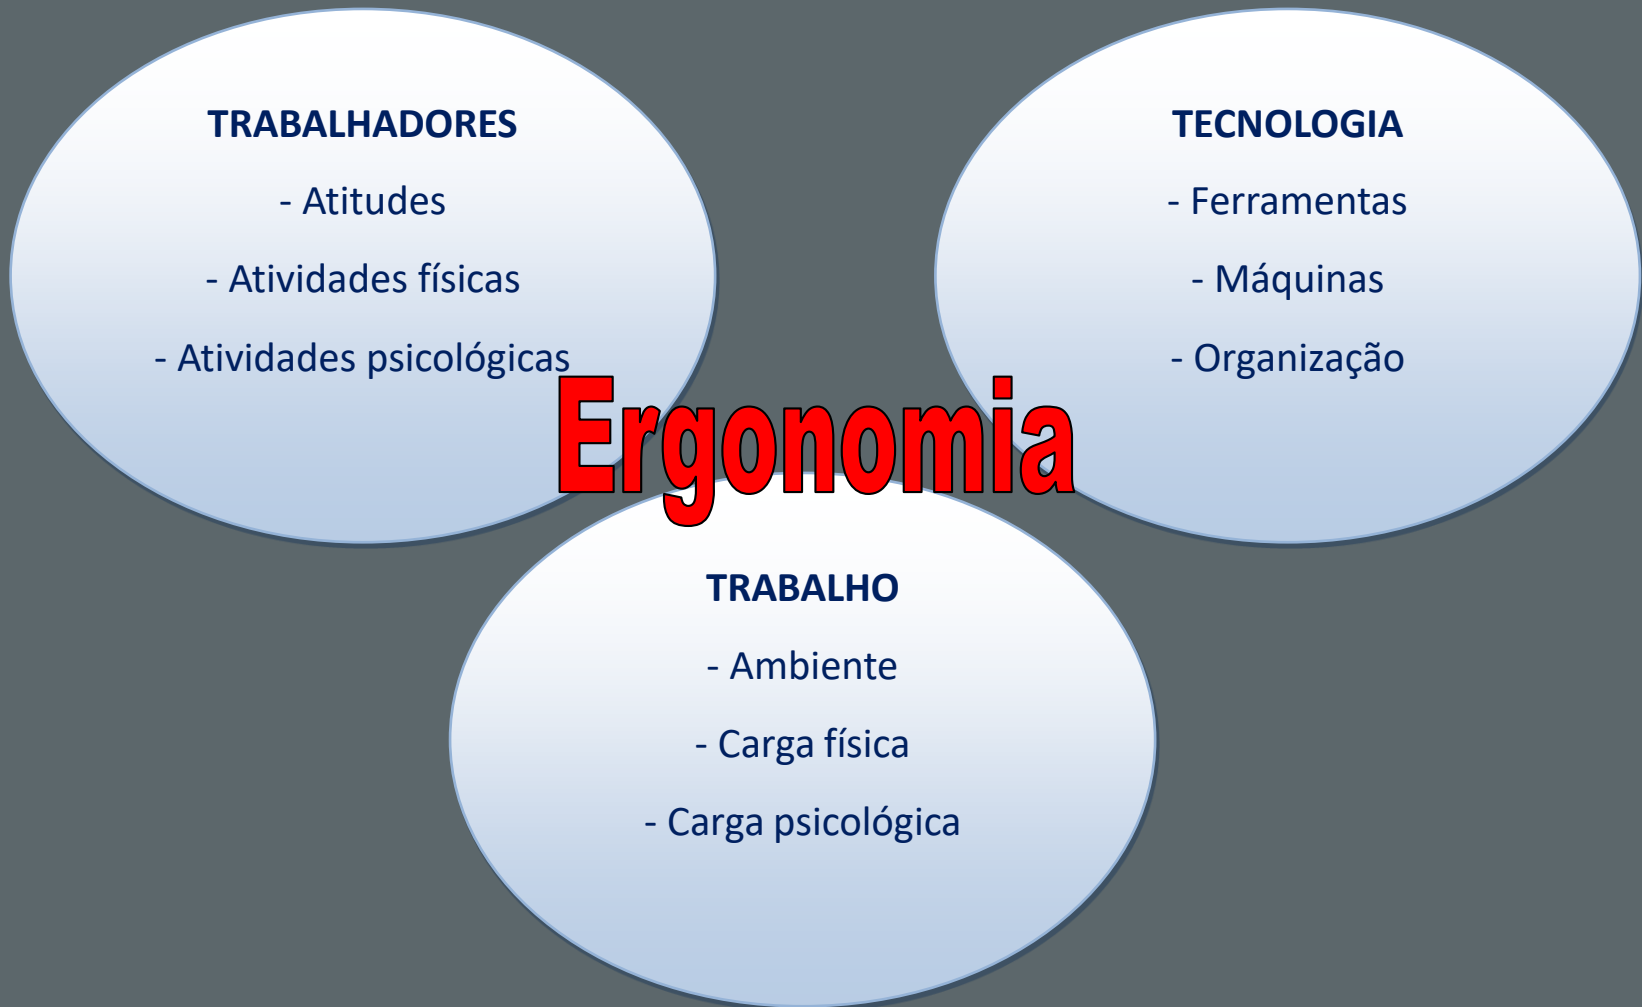 TRABALHADORES
- Atitudes
- Atividades físicas
- Atividades psicológicas
TECNOLOGIA
- Ferramentas
- Máquinas
- Organização
Ergonomia
TRABALHO
- Ambiente
- Carga física
- Carga psicológica